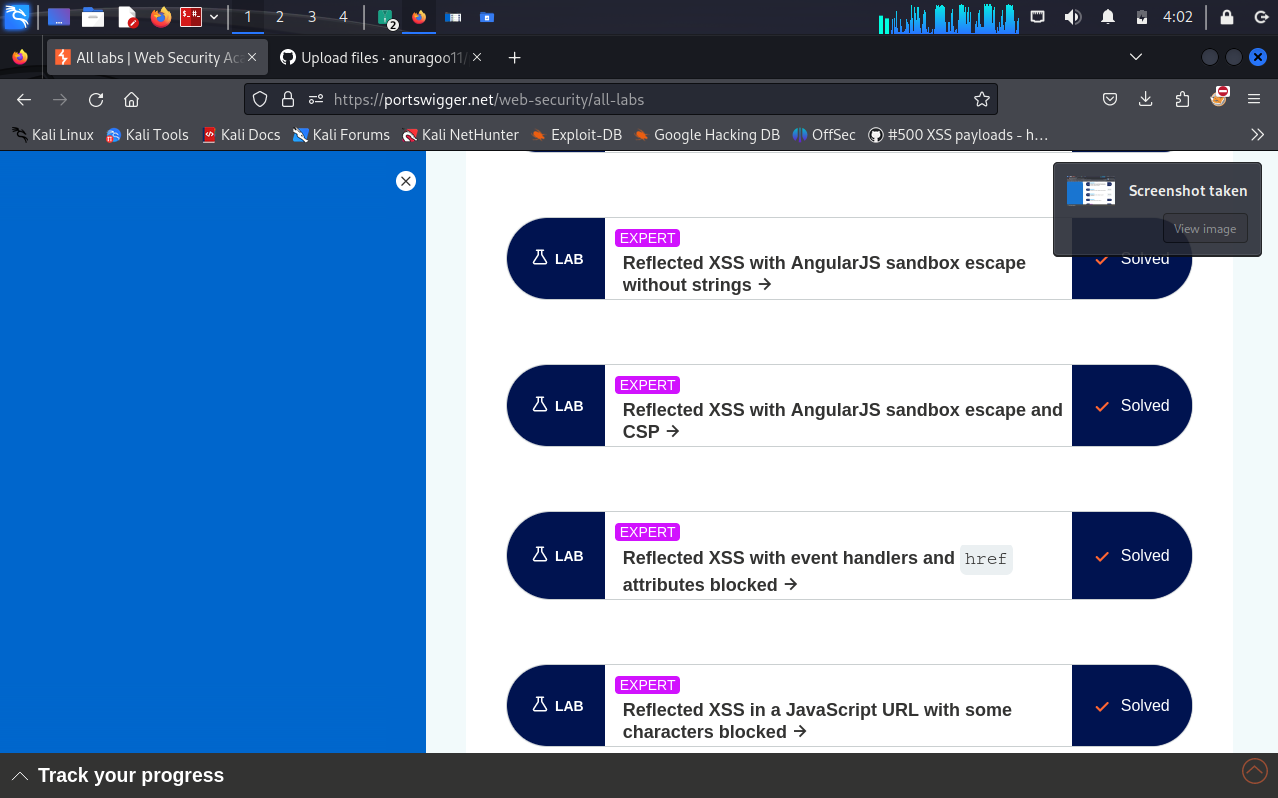 1 2 3 4 2 4:02
All labs | Web Security Aca
Upload files · anuragoo11/
https://portswigger.net/web-security/all-labs
Kali Linux Kali Tools Kali Docs Kali Forums Kali NetHunter Exploit-DB Google Hacking DB OffSec #500 XSS payloads - h…
Screenshot taken
View image
LAB
EXPERT
Reflected XSS with AngularJS sandbox escape
without strings
Solved
LAB
EXPERT
Reflected XSS with AngularJS sandbox escape and
CSP
Solved
LAB
EXPERT
Reflected XSS with event handlers and href
attributes blocked
Solved
LAB
EXPERT
Reflected XSS in a JavaScript URL with some
characters blocked
Solved
Track your progress